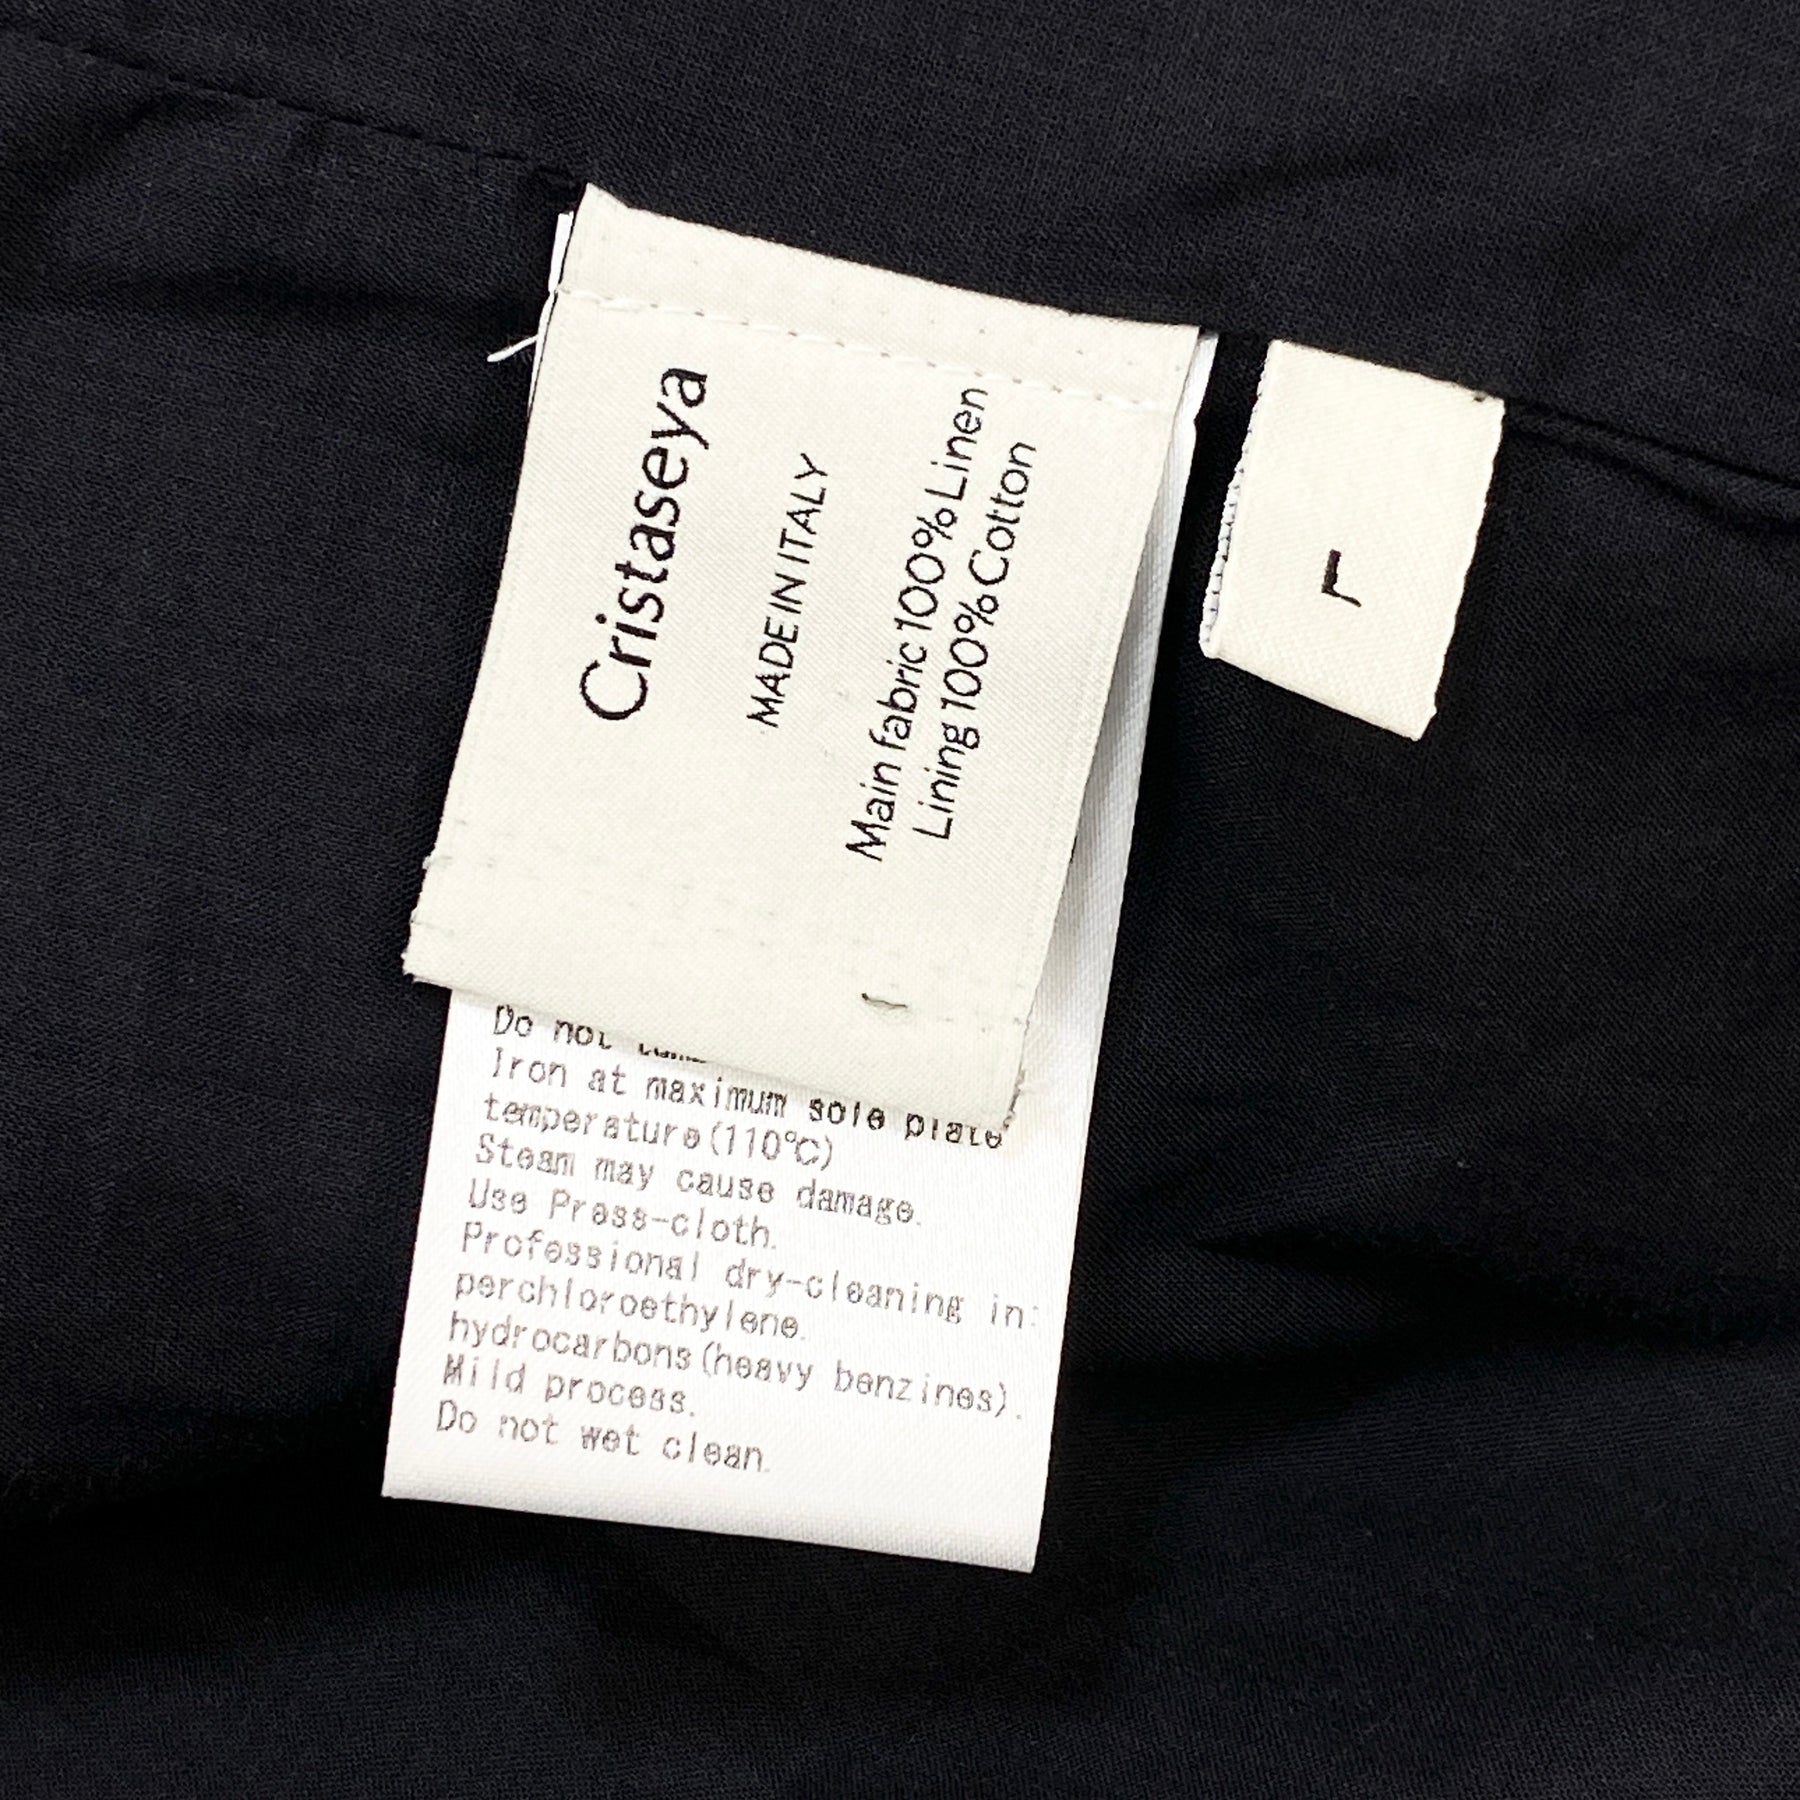 Cristaseya
MADE IN ITALY
Main fabric 100% Linen
Lining 100% Cotton
L
Do not
Iron at maximum sole plate
temperature(110℃)
Steam may cause damage.
Use Press-cloth.
Professional dry-cleaning in:
perchloroethylene.
hydrocarbons(heavy benzines).
Mild process.
Do not wet clean.